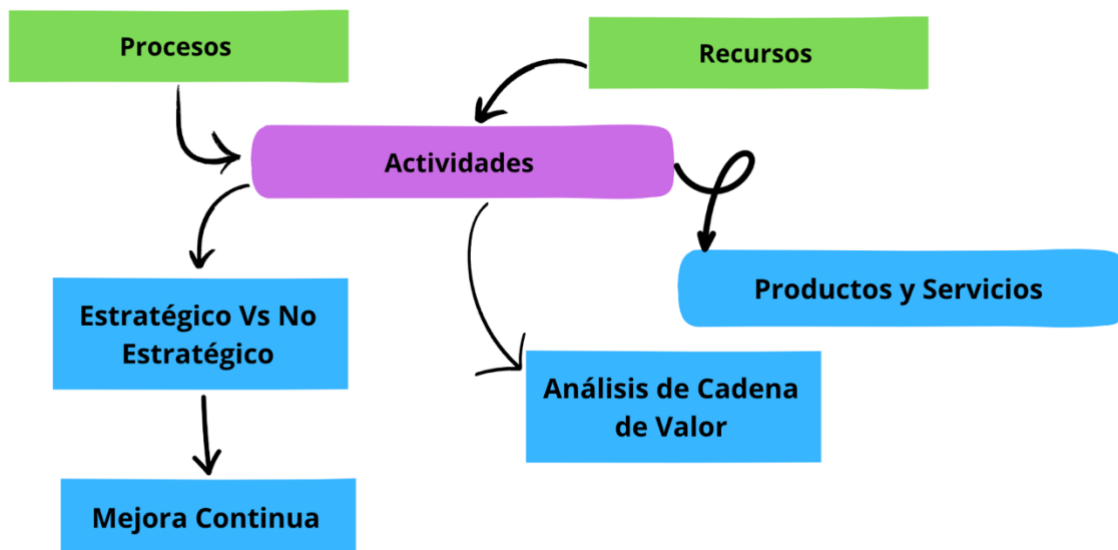 Procesos
Recursos
Actividades
Productos y Servicios
Estratégico Vs No
Estratégico
Análisis de Cadena
de Valor
Mejora Continua